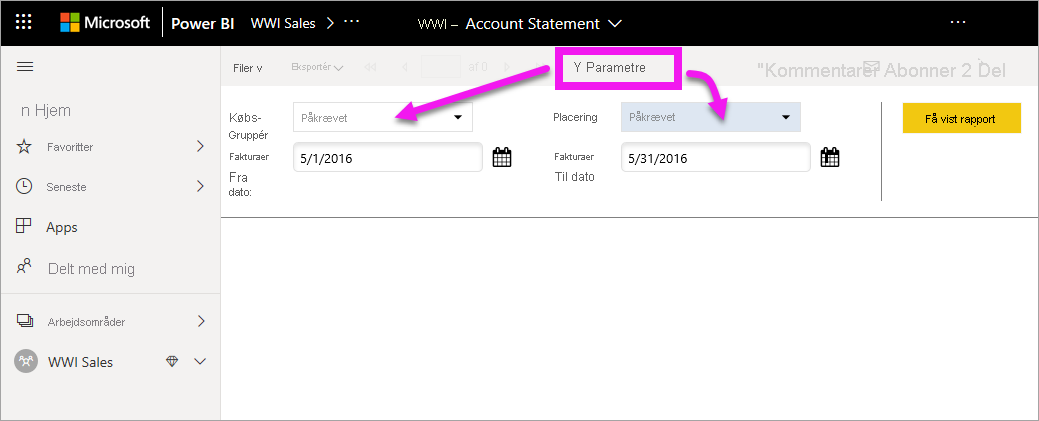 Microsoft Power BI WWI Sales > ··· WWI – Account Statement ···
Filer v Eksportér af 0 Y Parametre "Kommentarer Abonner 2 Del
n Hjem
Favoritter
Seneste
Apps
Delt med mig
Arbejdsområder
WWI Sales
Købs-
Gruppér
Påkrævet
Placering
Påkrævet
Få vist rapport
Fakturaer
Fra
dato:
5/1/2016
Fakturaer
Til dato
5/31/2016